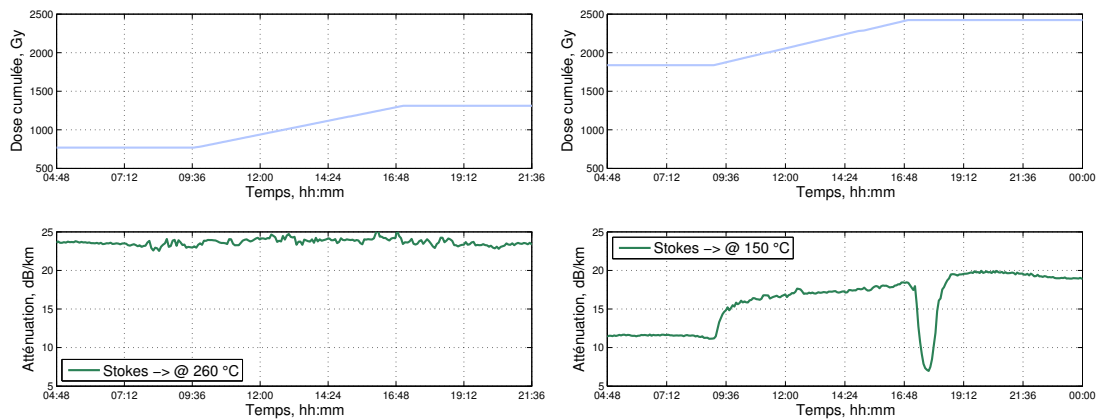 2500
2000
1500
1000
500
Dose cumulée, Gy
04:48 07:12 09:36 12:00 14:24 16:48 19:12 21:36
Temps, hh:mm
2500
2000
1500
1000
500
Dose cumulée, Gy
04:48 07:12 09:36 12:00 14:24 16:48 19:12 21:36 00:00
Temps, hh:mm
25
20
15
10
5
Atténuation, dB/km
Stokes −> @ 260 °C
04:48 07:12 09:36 12:00 14:24 16:48 19:12 21:36
Temps, hh:mm
25
20
15
10
5
Atténuation, dB/km
Stokes −> @ 150 °C
04:48 07:12 09:36 12:00 14:24 16:48 19:12 21:36 00:00
Temps, hh:mm